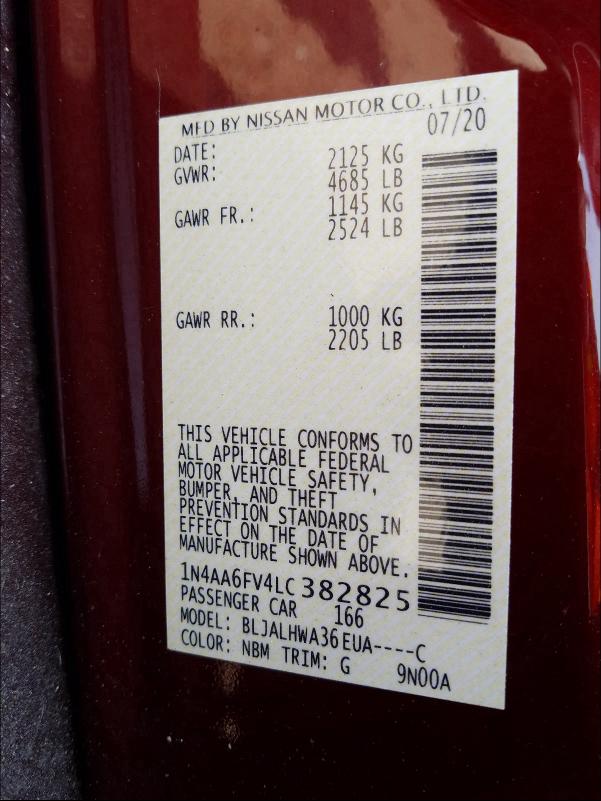 MFD BY NISSAN MOTOR CO., LTD.
DATE: 07/20
GVWR: 2125 KG
4685 LB
GAWR FR.: 1145 KG
2524 LB
GAWR RR.: 1000 KG
2205 LB
THIS VEHICLE CONFORMS TO
ALL APPLICABLE FEDERAL
MOTOR VEHICLE SAFETY,
BUMPER, AND THEFT
PREVENTION STANDARDS IN
EFFECT ON THE DATE OF
MANUFACTURE SHOWN ABOVE.
1N4AA6FV4LC382825
PASSENGER CAR 166
MODEL: BLJALHWA36EUA----C
COLOR: NBM TRIM: G 9N00A